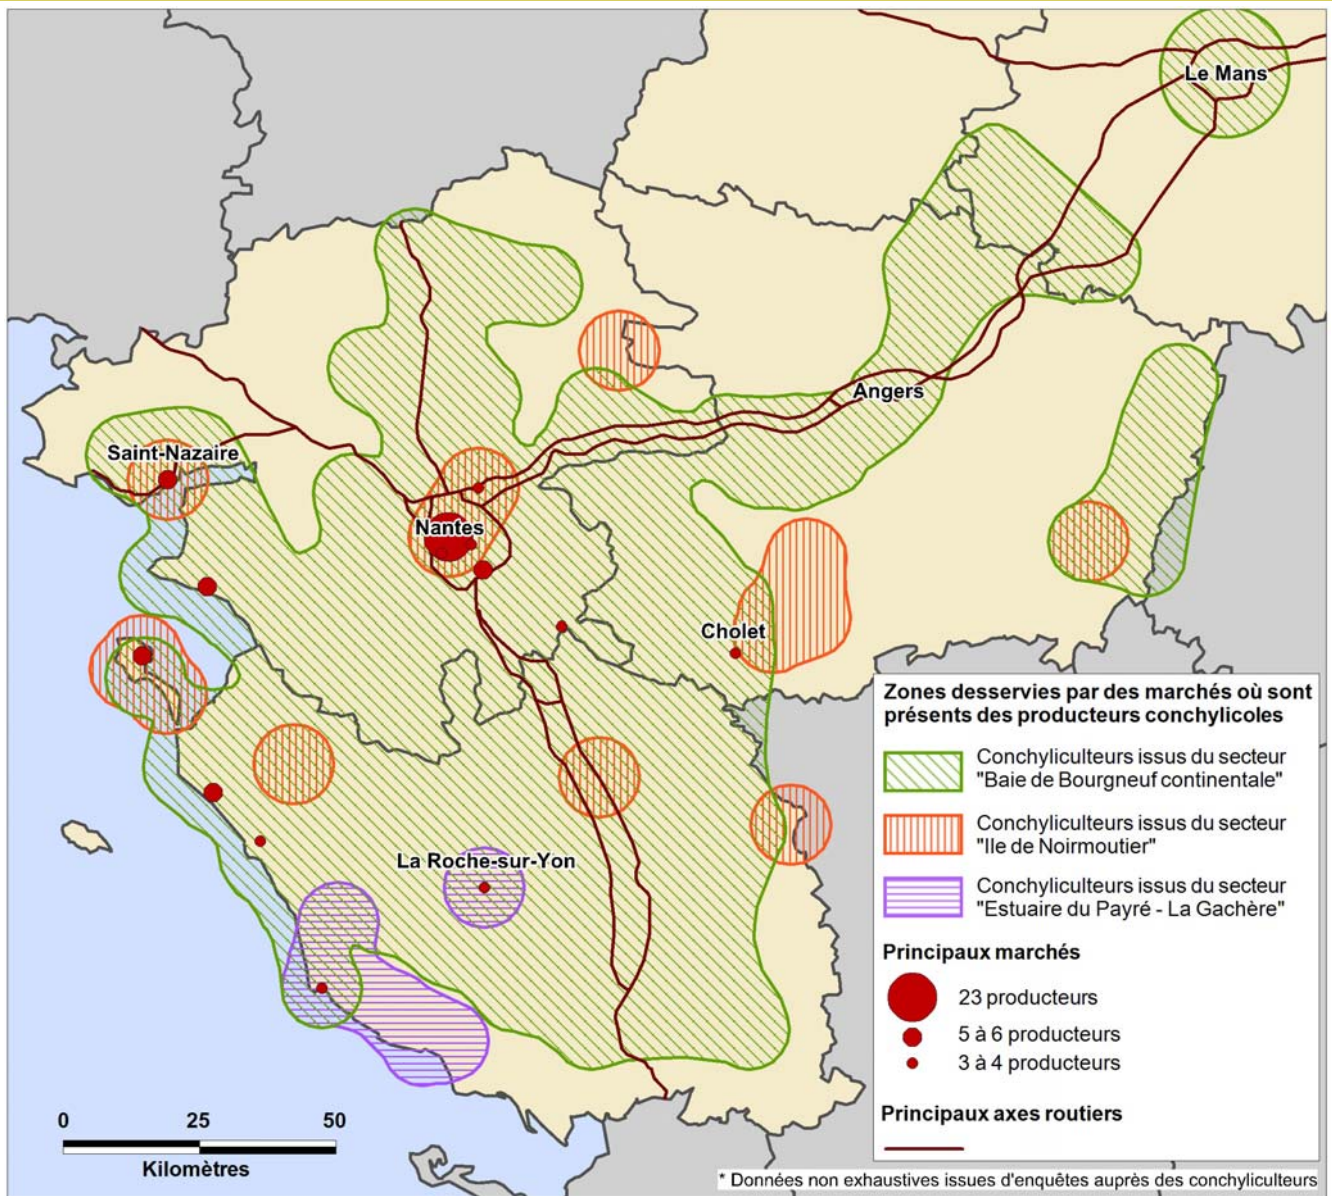 Le Mans
Angers
Saint-Nazaire
Nantes
Cholet
La Roche-sur-Yon
Zones desservies par des marchés où sont
présents des producteurs conchylicoles
Conchyliculteurs issus du secteur
"Baie de Bourgneuf continentale"
Conchyliculteurs issus du secteur
"Ile de Noirmoutier"
Conchyliculteurs issus du secteur
"Estuaire du Payré - La Gachère"
Principaux marchés
23 producteurs
5 à 6 producteurs
3 à 4 producteurs
Principaux axes routiers
0 25 50
Kilomètres
* Données non exhaustives issues d'enquêtes auprès des conchyliculteurs